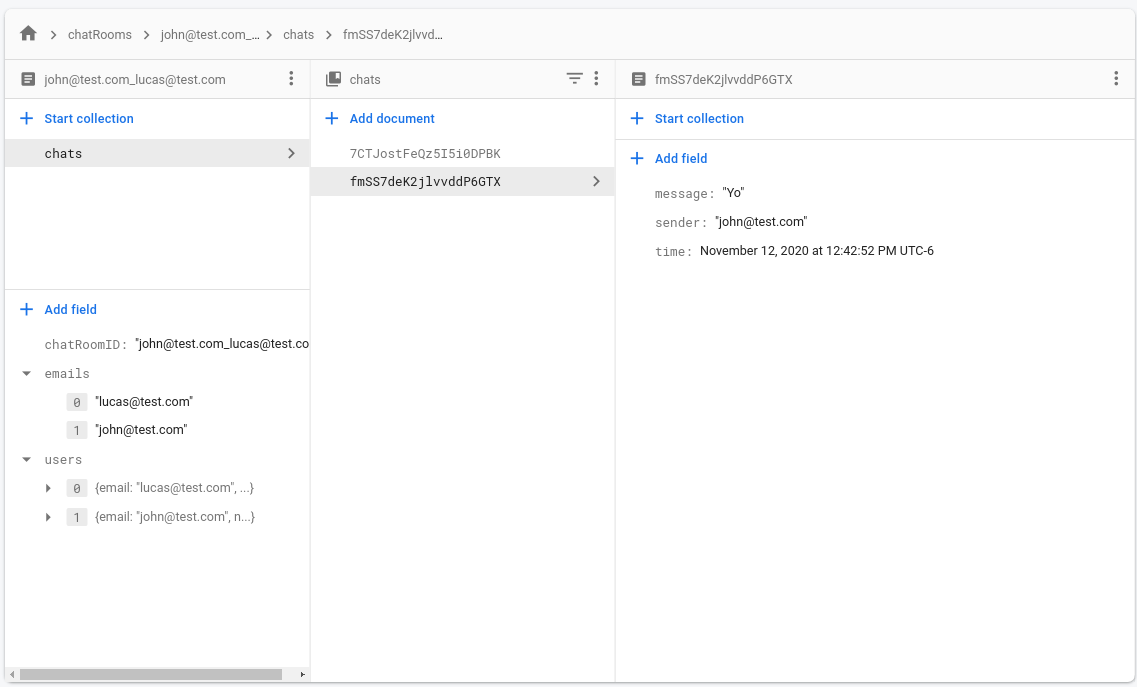 chatRooms
john@test.com_...
chats
fmSS7deK2jlvvd...
john@test.com_lucas@test.com
Start collection
chats
Add field
chatRoomID: "john@test.com_lucas@test.co
emails
0 "lucas@test.com"
1 "john@test.com"
users
0 {email: "lucas@test.com", ...}
1 {email: "john@test.com", n...}
chats
Add document
7CTJostFeQz5I5i0DPBK
fmSS7deK2jlvvddP6GTX
fmSS7deK2jlvvddP6GTX
Start collection
Add field
message: "Yo"
sender: "john@test.com"
time: November 12, 2020 at 12:42:52 PM UTC-6